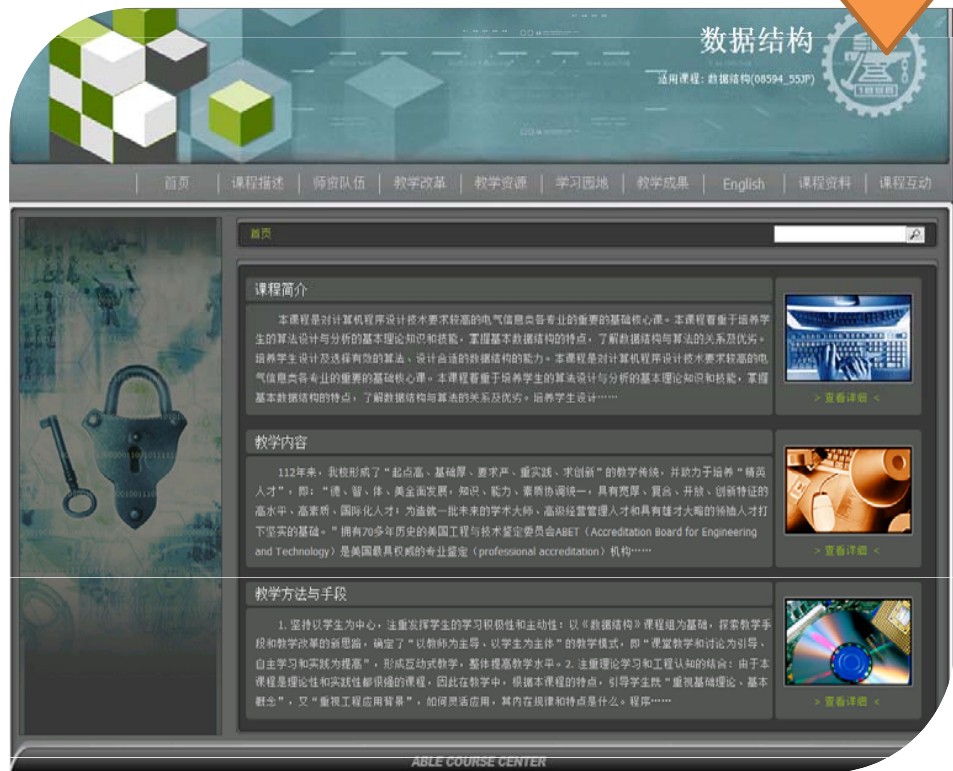 数据结构
适用课程: 数据结构(08594_55JP)
1896
首页
课程描述
师资队伍
教学改革
教学资源
学习园地
教学成果
English
课程资料
课程互动
首页
课程简介
本课程是对计算机程序设计技术要求较高的电气信息类各专业的重要的基础核心课。本课程着重于培养学
生的算法设计与分析的基本理论知识和技能，掌握基本数据结构的特点，了解数据结构与算法的关系及优劣。
培养学生设计及选择有效的算法、设计合适的数据结构的能力。本课程是对计算机程序设计技术要求较高的电
气信息类各专业的重要的基础核心课。本课程着重于培养学生的算法设计与分析的基本理论知识和技能，掌握
基本数据结构的特点，了解数据结构与算法的关系及优劣。培养学生设计……
> 查看详细 <
教学内容
112年来，我校形成了“起点高、基础厚、要求严、重实践、求创新”的教学传统，并致力于培养“精英
人才”，即：“德、智、体、美全面发展，知识、能力、素质协调统一，具有宽厚、复合、开放、创新特征的
高水平、高素质、国际化人才；为造就一批未来的学术大师、高级经营管理人才和具有雄才大略的领袖人才打
下坚实的基础。”拥有70多年历史的美国工程与技术鉴定委员会ABET（Accreditation Board for Engineering
and Technology）是美国最具权威的专业鉴定（professional accreditation）机构……
> 查看详细 <
教学方法与手段
1. 坚持以学生为中心，注重发挥学生的学习积极性和主动性：以《数据结构》课程组为基础，探索教学手
段和教学改革的新思路，确定了“以教师为主导、以学生为主体”的教学模式，即“课堂教学和讨论为引导、
自主学习和实践为提高”，形成互动式教学，整体提高教学水平。2. 注重理论学习和工程认知的结合：由于本
课程是理论性和实践性都很强的课程，因此在教学中，根据本课程的特点，引导学生既“重视基础理论、基本
概念”，又“重视工程应用背景”，如何灵活应用，其内在规律和特点是什么。程序……
> 查看详细 <
ABLE COURSE CENTER